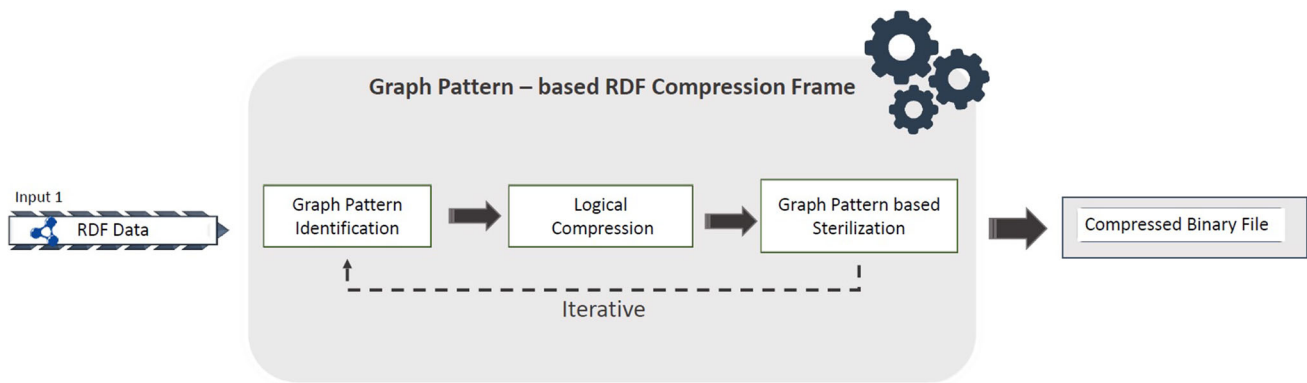 Graph Pattern – based RDF Compression Frame
Input 1
RDF Data
Graph Pattern
Identification
Logical
Compression
Graph Pattern based
Sterilization
Compressed Binary File
Iterative